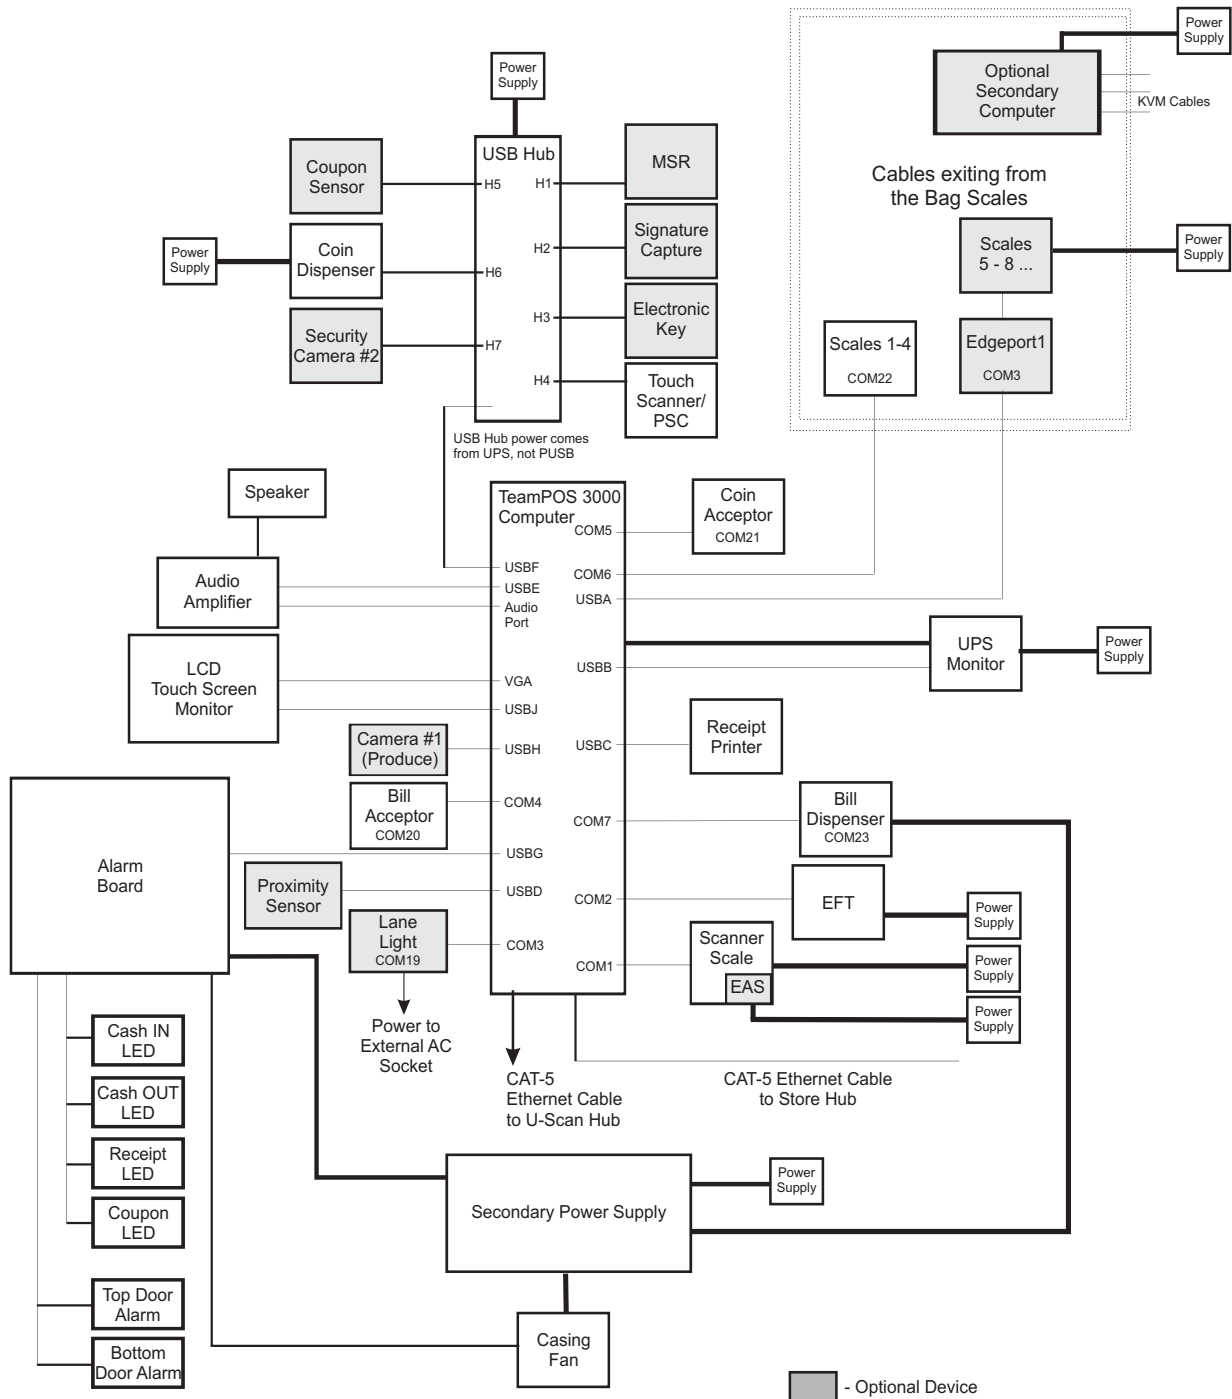 Power
Supply
Optional
Secondary
Computer
KVM Cables
Cables exiting from
the Bag Scales
Scales
5 - 8 ...
Power
Supply
Scales 1-4
COM22
Edgeport1
COM3
Power
Supply
USB Hub
Coupon
Sensor
H5
H1
MSR
Power
Supply
Coin
Dispenser
H6
H2
Signature
Capture
Security
Camera #2
H7
H3
Electronic
Key
H4
Touch
Scanner/
PSC
USB Hub power comes
from UPS, not PUSB
Speaker
TeamPOS 3000
Computer
COM5
Coin
Acceptor
COM21
Audio
Amplifier
USBF
USBE
Audio
Port
COM6
USBA
LCD
Touch Screen
Monitor
VGA
USBJ
USBB
UPS
Monitor
Power
Supply
Camera #1
(Produce)
USBH
USBC
Receipt
Printer
Bill
Acceptor
COM20
COM4
COM7
Bill
Dispenser
COM23
Alarm
Board
USBG
Proximity
Sensor
USBD
COM2
EFT
Power
Supply
Lane
Light
COM19
COM3
COM1
Scanner
Scale
EAS
Power
Supply
Power
Supply
Power to
External AC
Socket
CAT-5
Ethernet Cable
to U-Scan Hub
CAT-5 Ethernet Cable
to Store Hub
Cash IN
LED
Cash OUT
LED
Receipt
LED
Coupon
LED
Top Door
Alarm
Bottom
Door Alarm
Secondary Power Supply
Power
Supply
Casing
Fan
- Optional Device